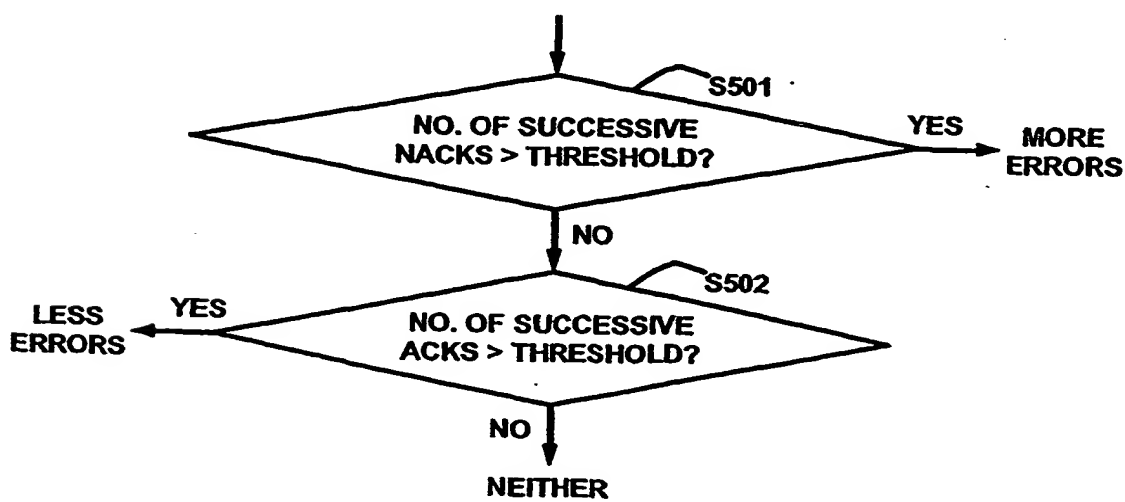 S501
NO. OF SUCCESSIVE
NACKS > THRESHOLD?
YES
MORE
ERRORS
NO
S502
YES
LESS
ERRORS
NO. OF SUCCESSIVE
ACKS > THRESHOLD?
NO
NEITHER